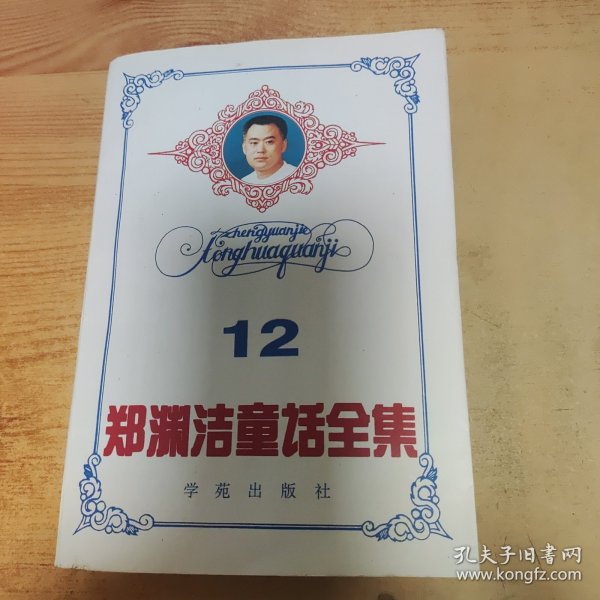 zhengyuanjie
tonghuaquanji
12
郑渊洁童话全集
学苑出版社
孔夫子旧书网
www.kongfz.com